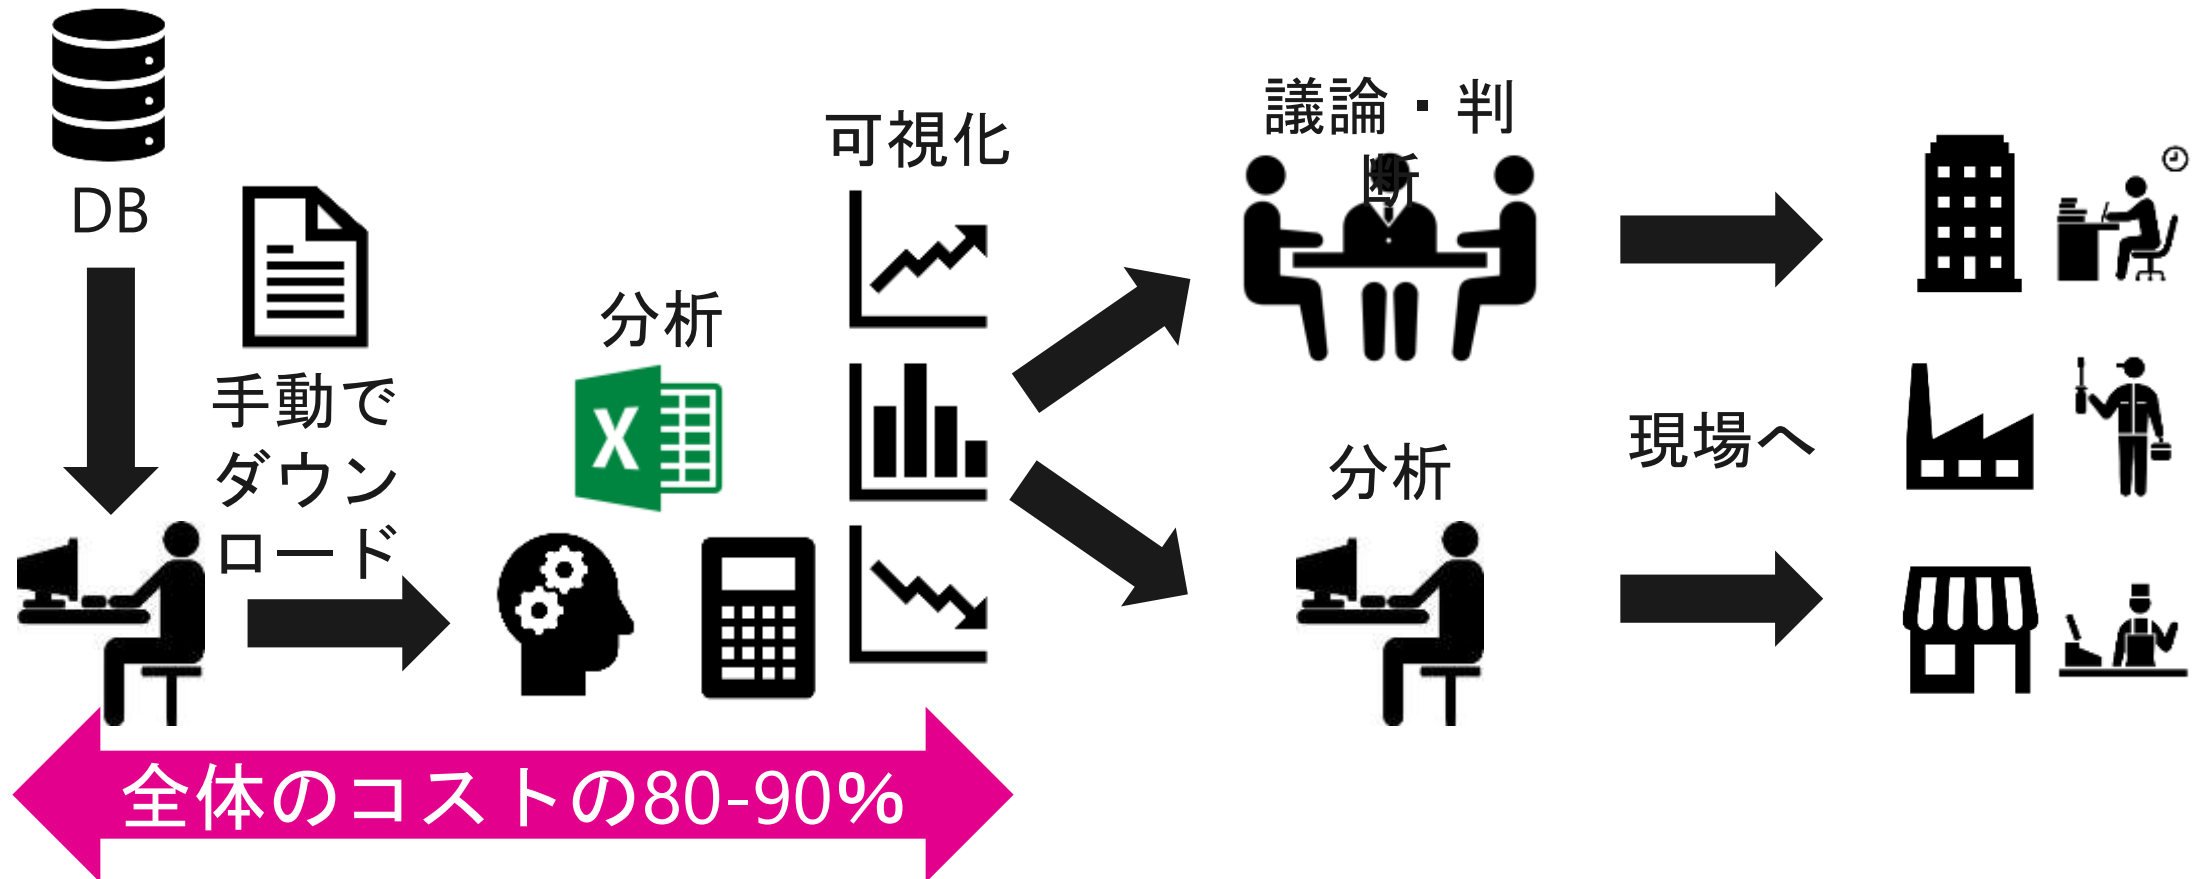 DB
手動で
ダウン
ロード
分析
X
可視化
議論・判
断
分析
現場へ
全体のコストの80-90%